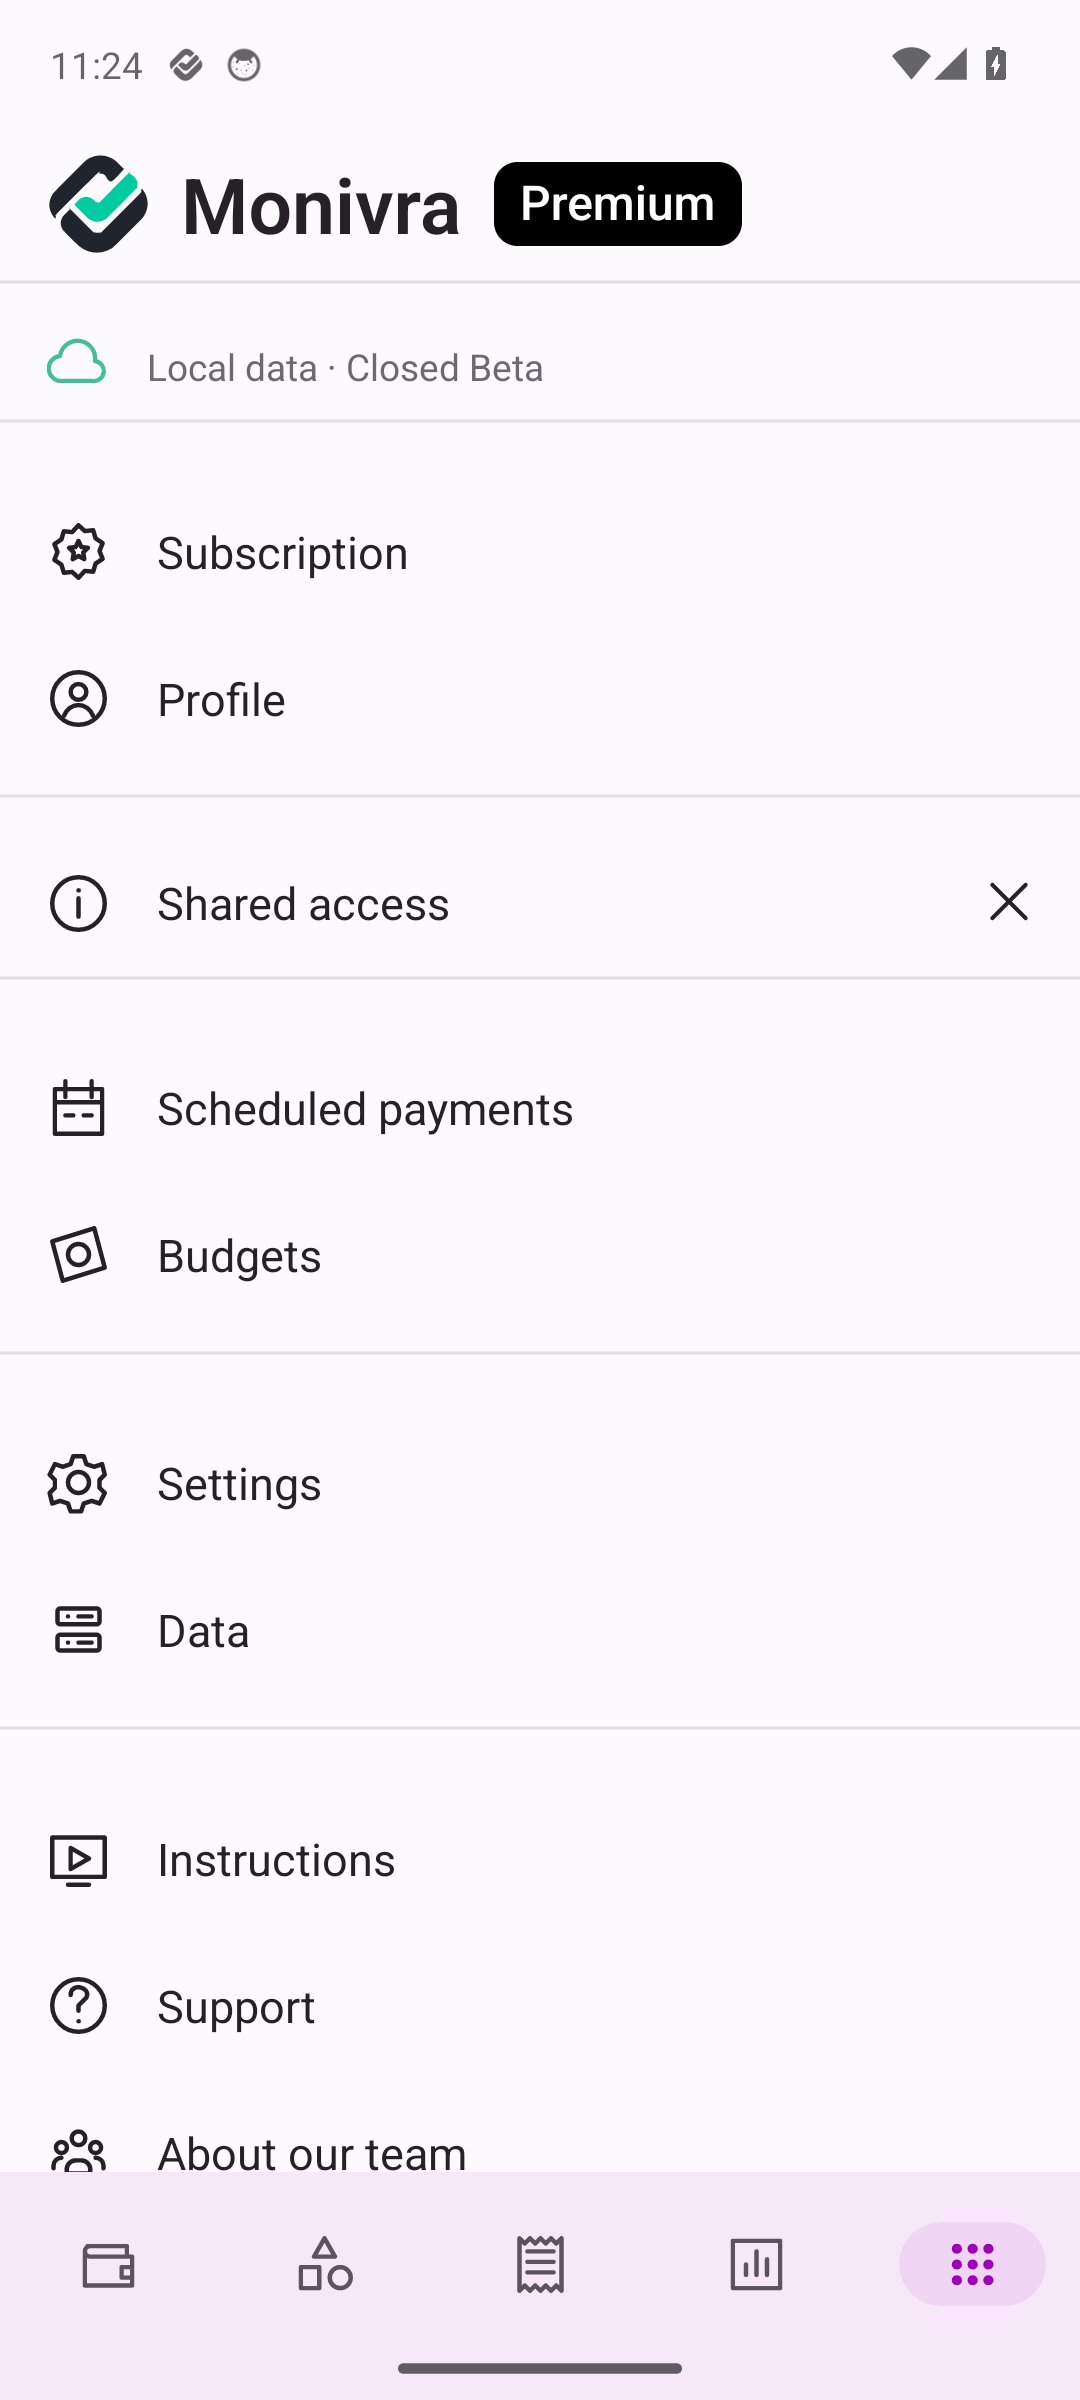 11:24
Monivra Premium
Local data · Closed Beta
Subscription
Profile
Shared access
Scheduled payments
Budgets
Settings
Data
Instructions
Support
About our team